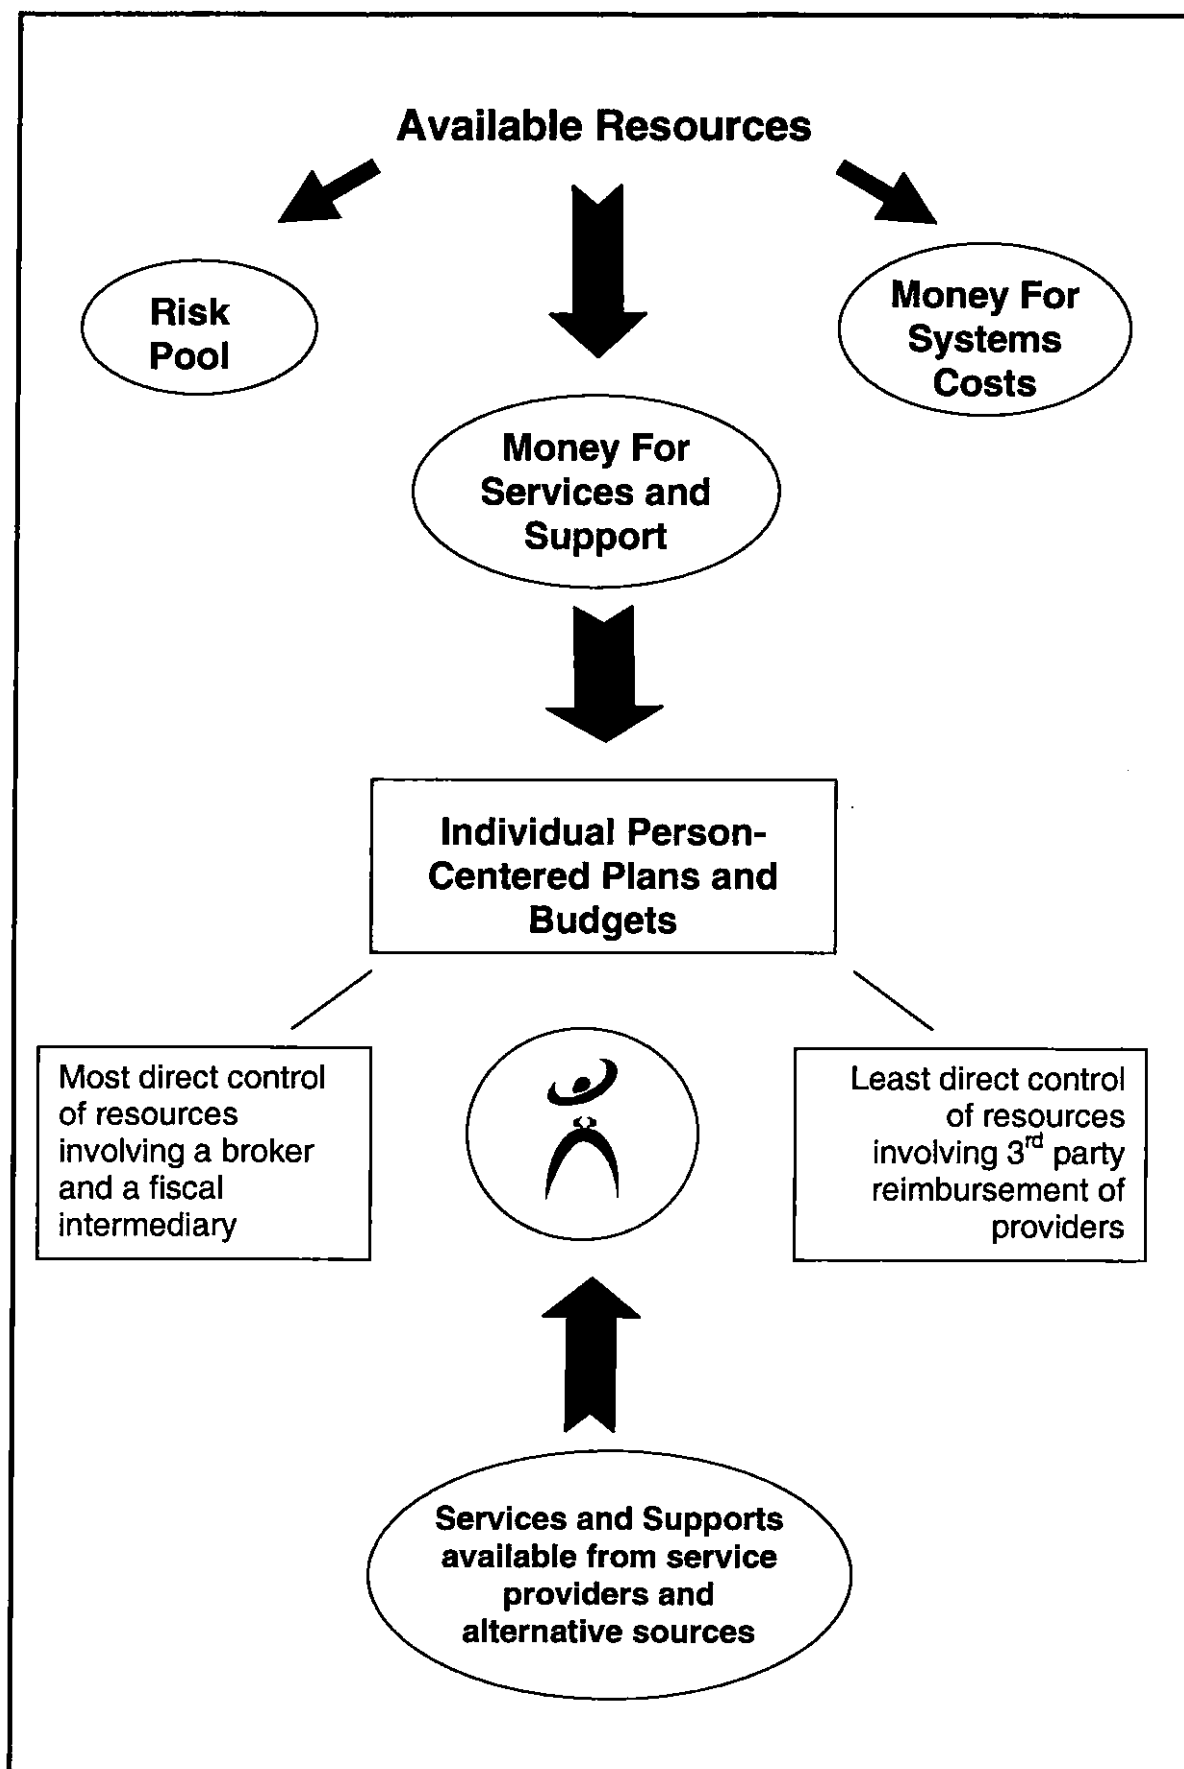 Available Resources
Risk
Pool
Money For
Systems
Costs
Money For
Services and
Support
Individual Person-
Centered Plans and
Budgets
Most direct control
of resources
involving a broker
and a fiscal
intermediary
Least direct control
of resources
involving 3rd party
reimbursement of
providers
Services and Supports
available from service
providers and
alternative sources